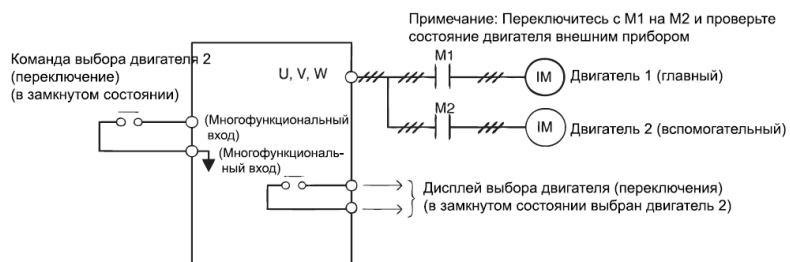 Примечание: Переключитесь с М1 на М2 и проверьте
состояние двигателя внешним прибором
Команда выбора двигателя 2
(переключение)
(в замкнутом состоянии)
U, V, W
M1
IM
Двигатель 1 (главный)
M2
IM
Двигатель 2 (вспомогательный)
(Многофункциональный
вход)
(Многофункциональ-
ный вход)
Дисплей выбора двигателя (переключения)
(в замкнутом состоянии выбран двигатель 2)